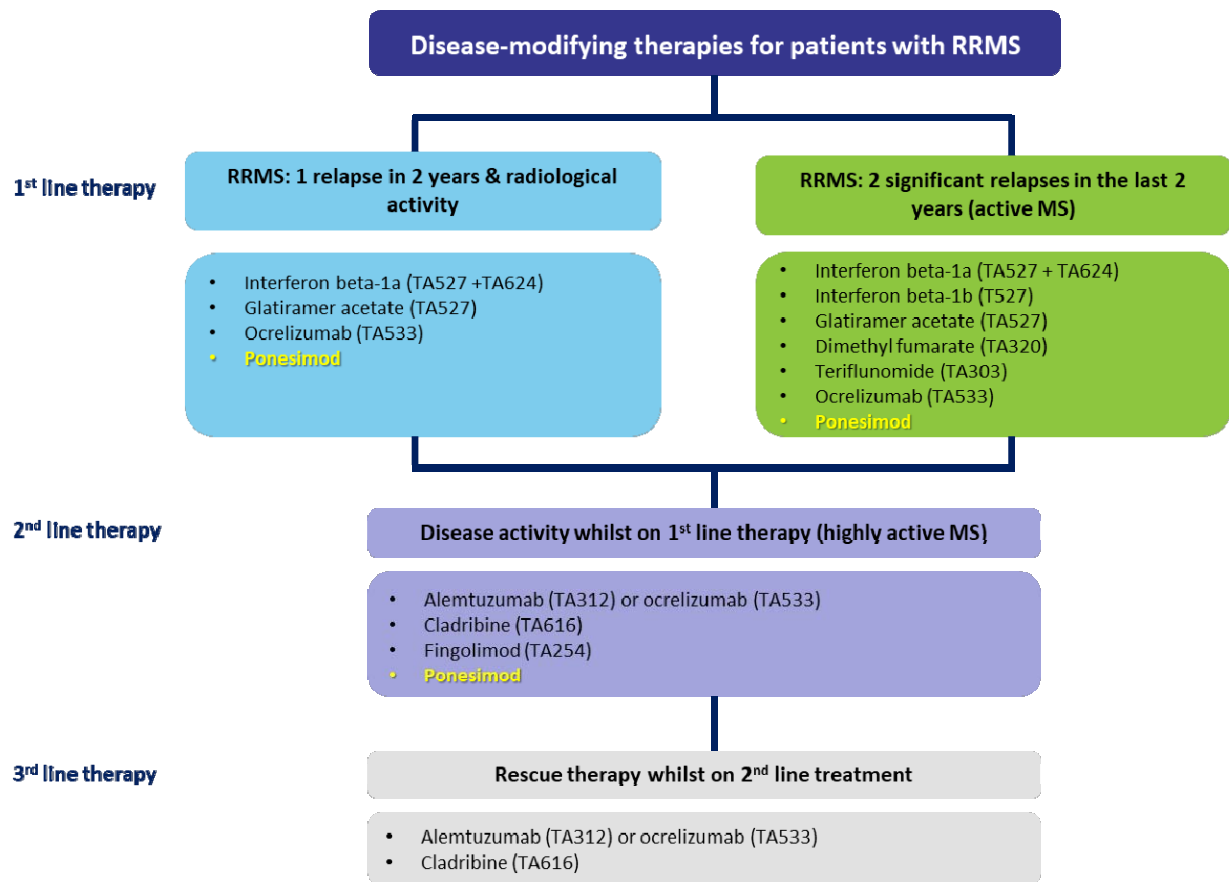 Disease-modifying therapies for patients with RRMS
1st line therapy
RRMS: 1 relapse in 2 years & radiological
activity
• Interferon beta-1a (TA527 +TA624)
• Glatiramer acetate (TA527)
• Ocrelizumab (TA533)
• Ponesimod
RRMS: 2 significant relapses in the last 2
years (active MS)
• Interferon beta-1a (TA527 + TA624)
• Interferon beta-1b (T527)
• Glatiramer acetate (TA527)
• Dimethyl fumarate (TA320)
• Teriflunomide (TA303)
• Ocrelizumab (TA533)
• Ponesimod
2nd line therapy
Disease activity whilst on 1st line therapy (highly active MS)
• Alemtuzumab (TA312) or ocrelizumab (TA533)
• Cladribine (TA616)
• Fingolimod (TA254)
• Ponesimod
3rd line therapy
Rescue therapy whilst on 2nd line treatment
• Alemtuzumab (TA312) or ocrelizumab (TA533)
• Cladribine (TA616)